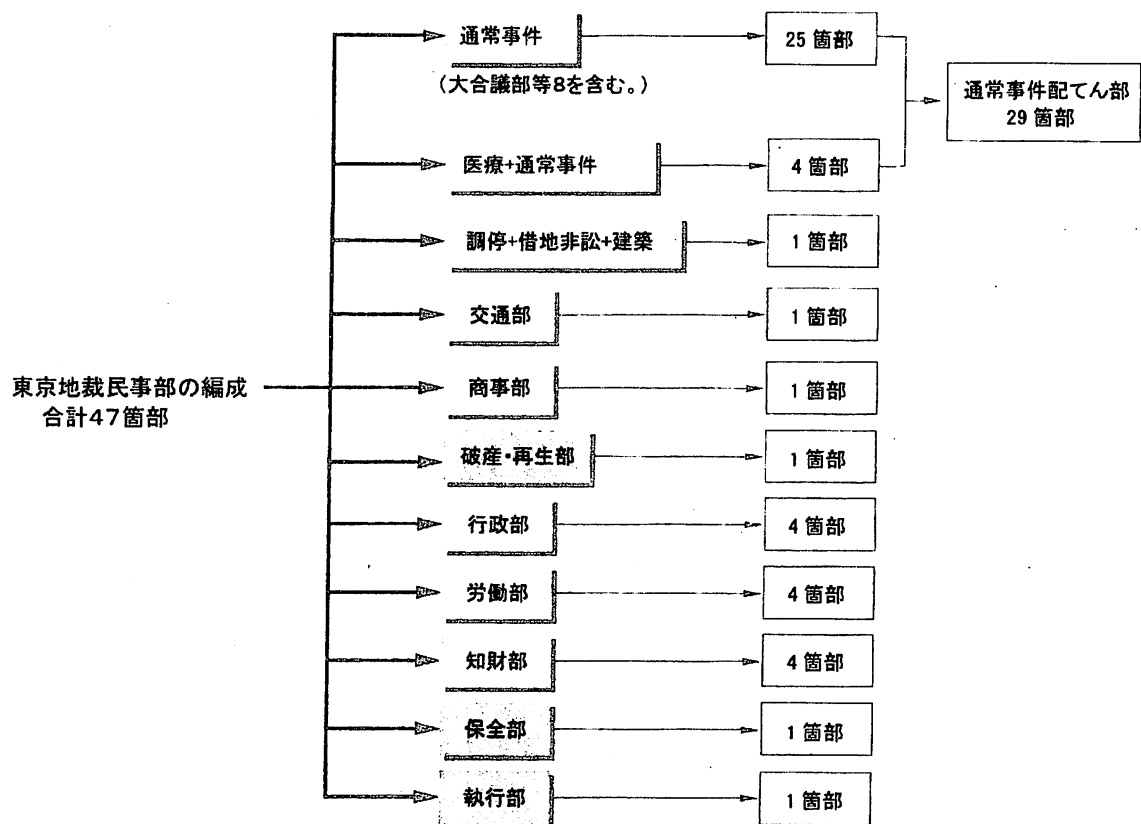 通常事件
25 箇部
(大合議部等8を含む。)
通常事件配てん部
29 箇部
医療+通常事件
4 箇部
調停+借地非訟+建築
1 箇部
交通部
1 箇部
東京地裁民事部の編成
合計47箇部
商事部
1 箇部
破産・再生部
1 箇部
行政部
4 箇部
労働部
4 箇部
知財部
4 箇部
保全部
1 箇部
執行部
1 箇部